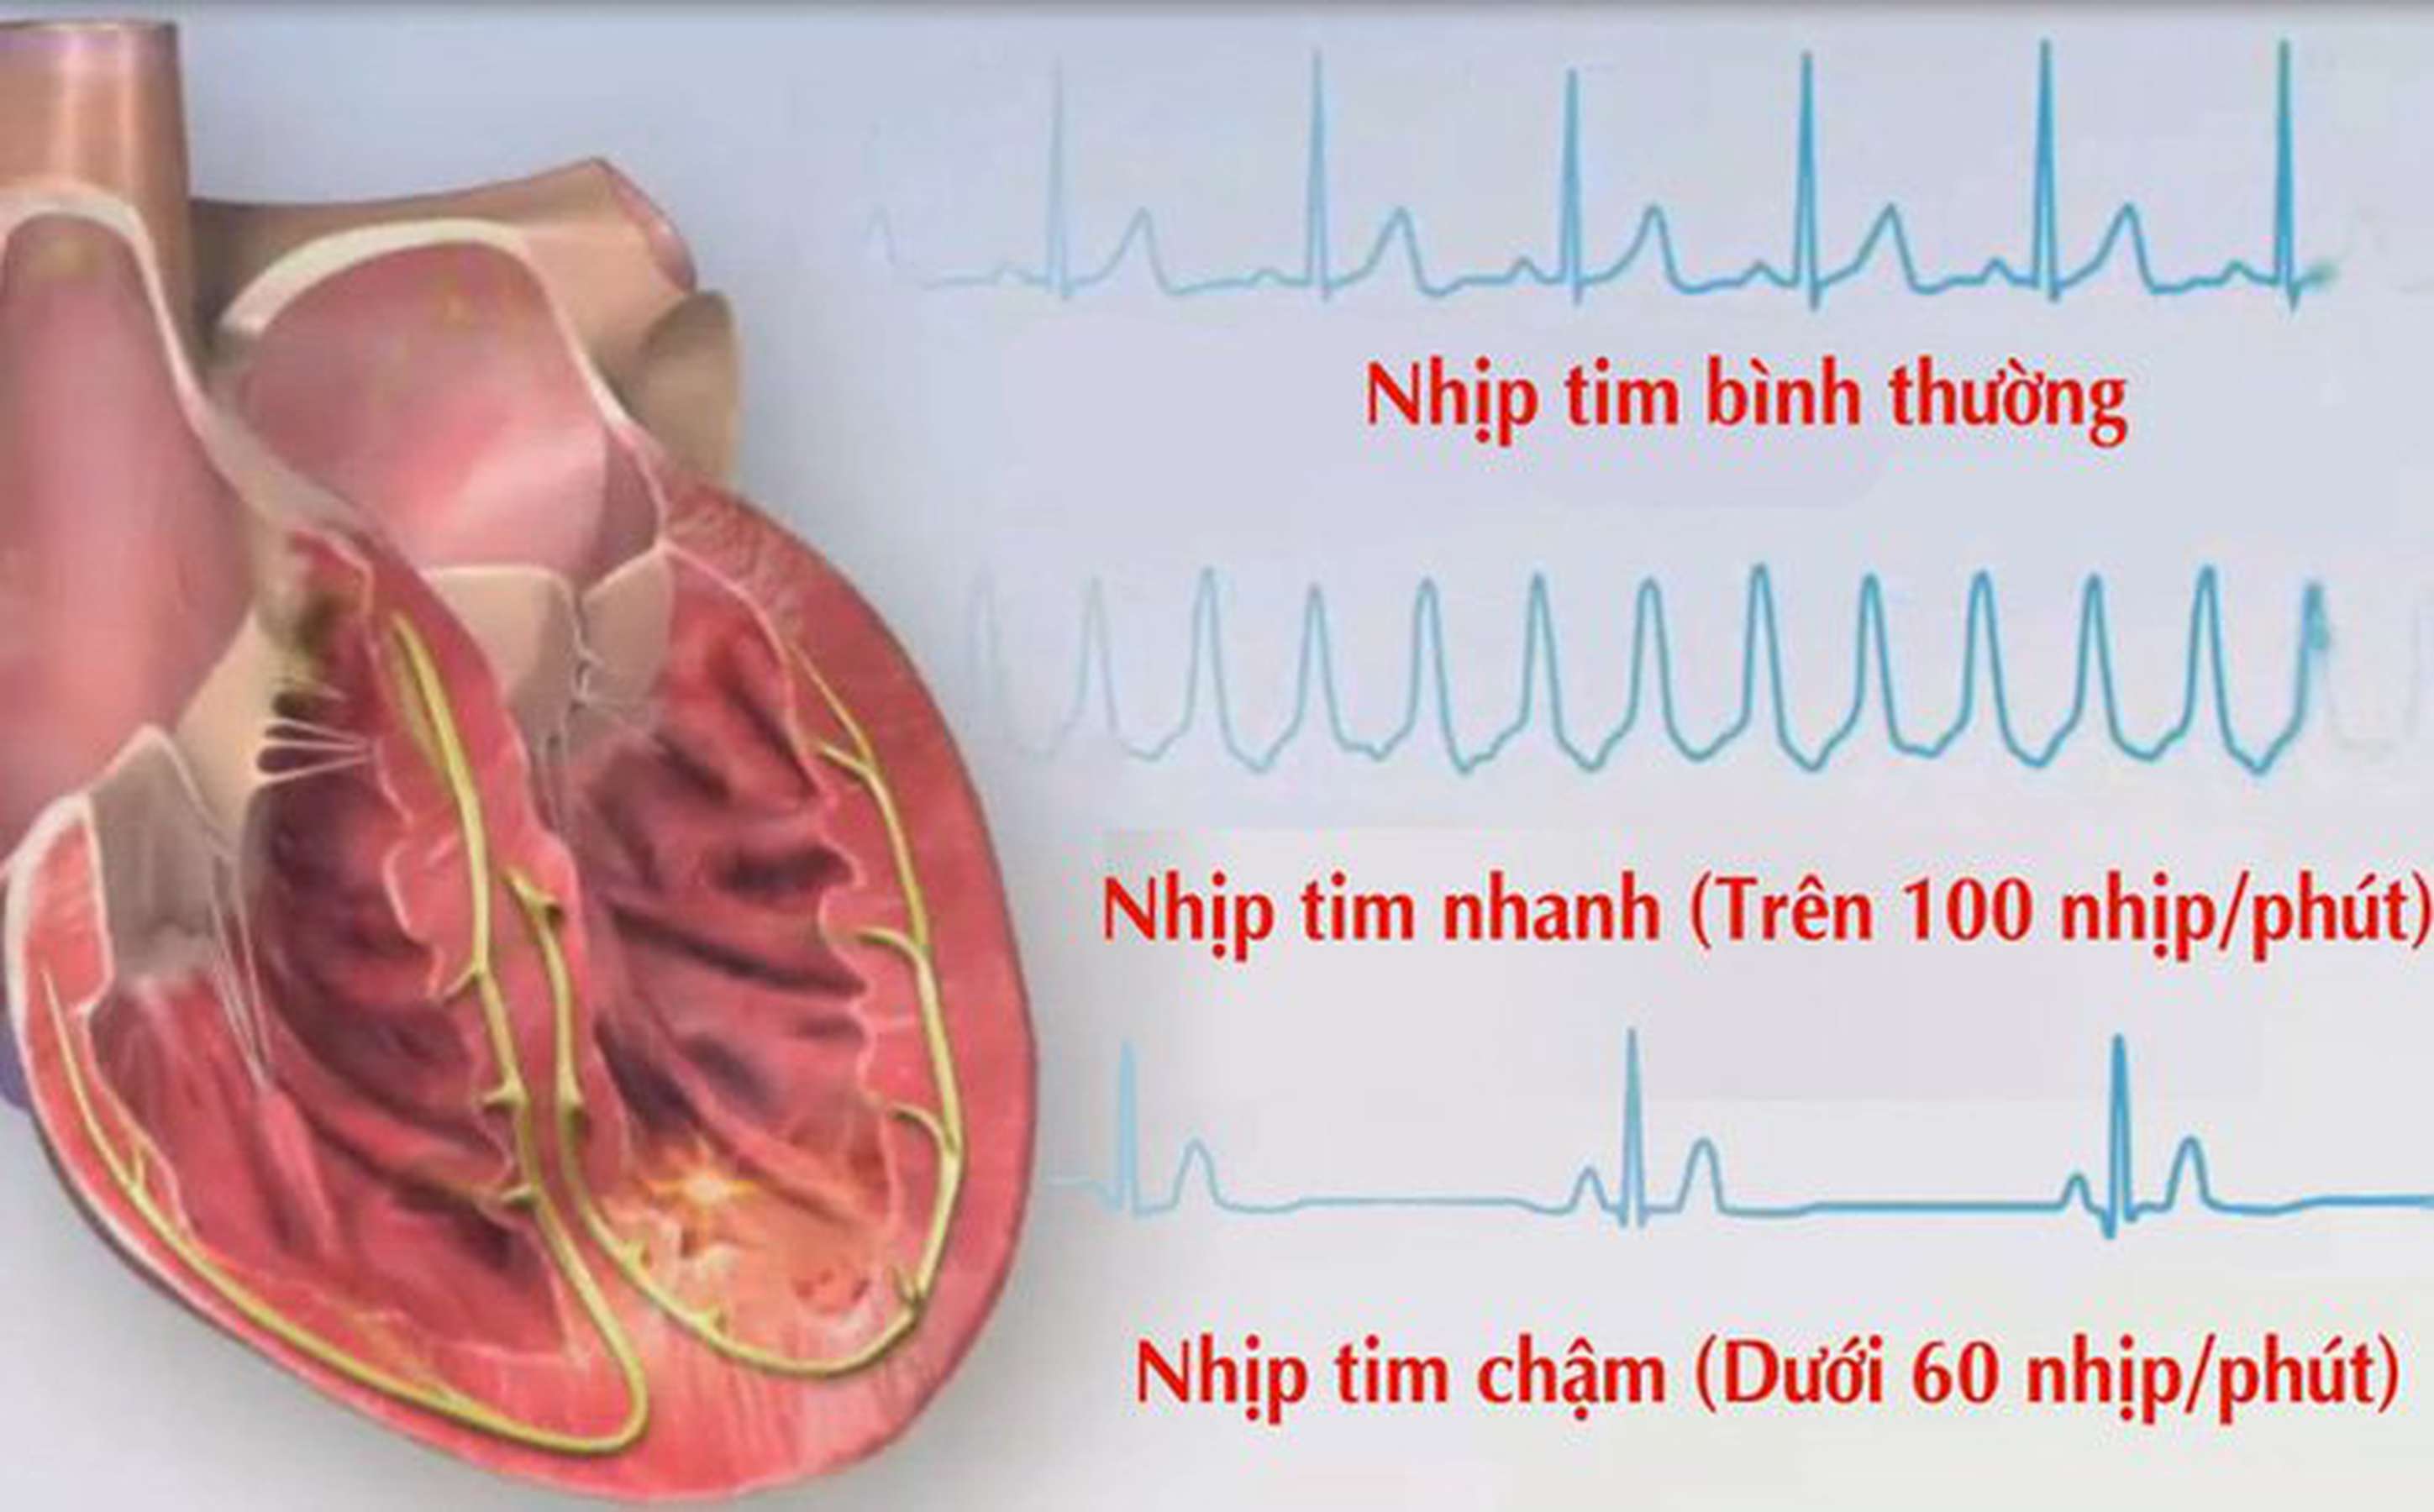 Nhịp tim bình thường
Nhịp tim nhanh (Trên 100 nhịp/phút)
Nhịp tim chậm (Dưới 60 nhịp/phút)